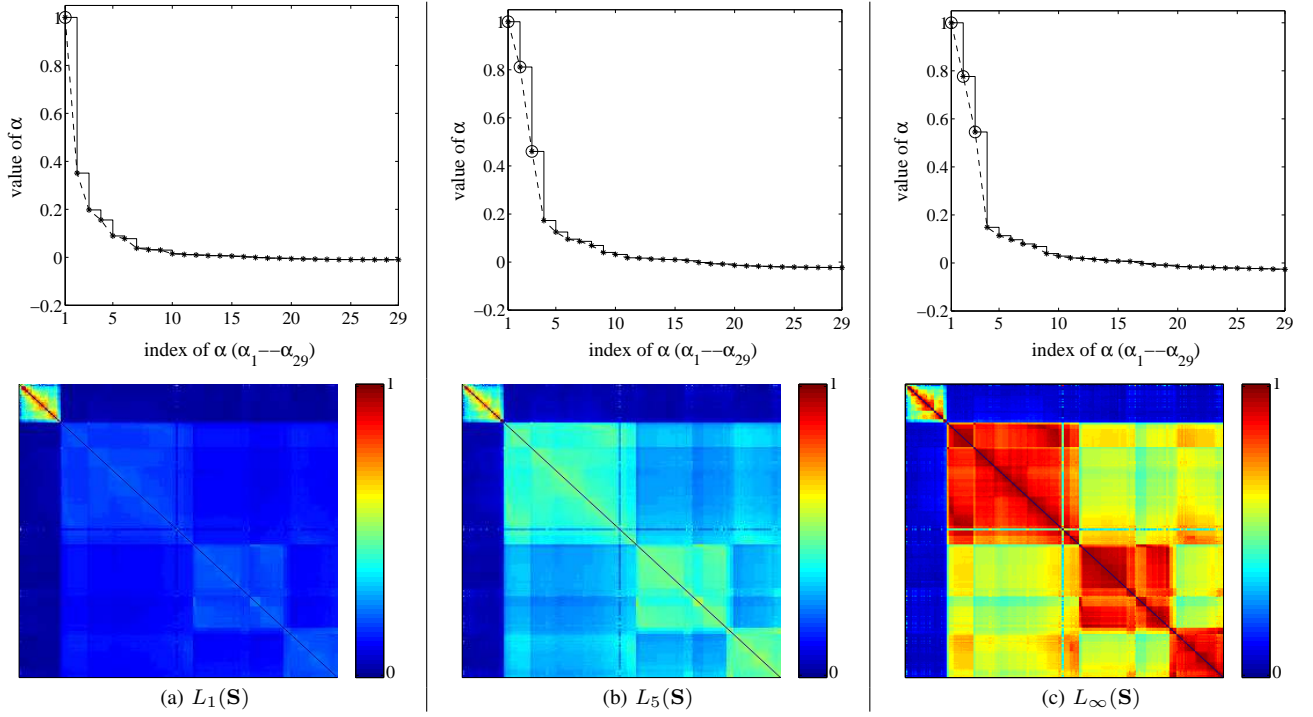 1
0.8
0.6
0.4
0.2
0
−0.2
value of α
1 5 10 15 20 25 29
index of α (α1−−α29)
1
0
(a) L1(S)
1
0.8
0.6
0.4
0.2
0
−0.2
value of α
1 5 10 15 20 25 29
index of α (α1−−α29)
1
0
(b) L5(S)
1
0.8
0.6
0.4
0.2
0
−0.2
value of α
1 5 10 15 20 25 29
index of α (α1−−α29)
1
0
(c) L∞(S)